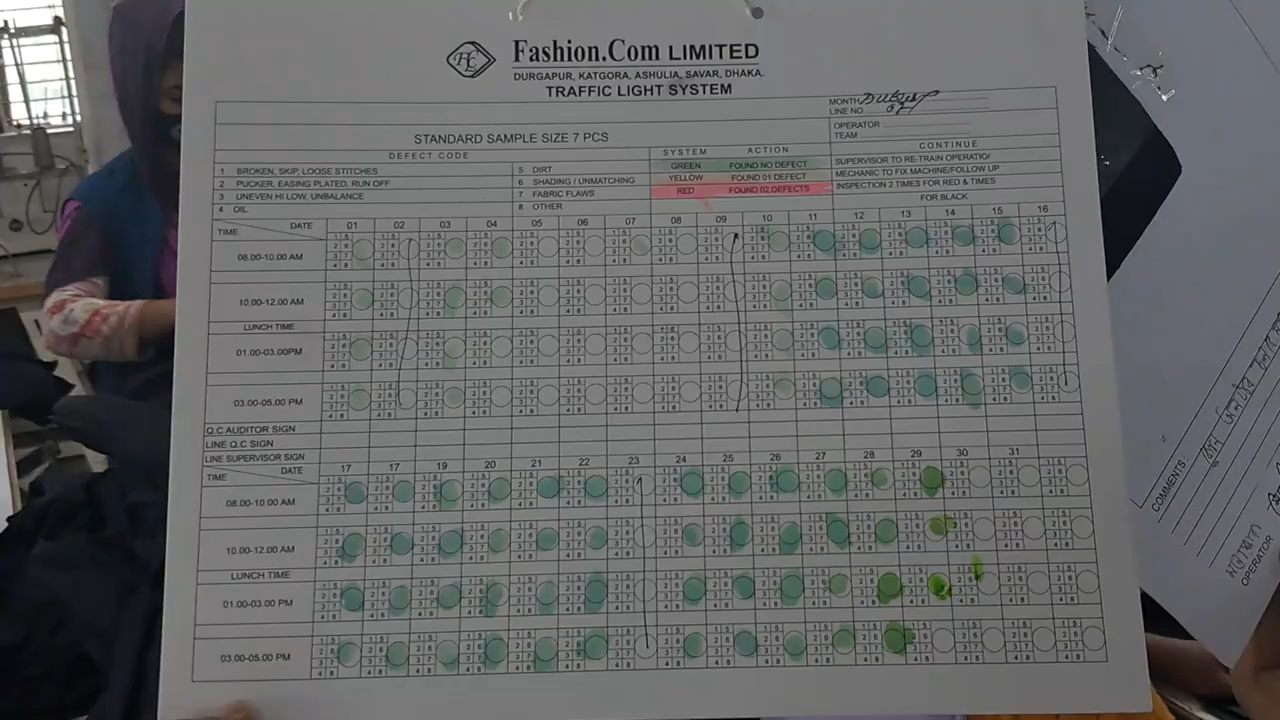 Fashion.Com LIMITED
DURGAPUR, KATGORA, ASHULIA, SAVAR, DHAKA.
TRAFFIC LIGHT SYSTEM
MONTH
LINE NO 07
STANDARD SAMPLE SIZE 7 PCS
OPERATOR
TEAM
DEFECT CODE
SYSTEM ACTION
CONTINUE
1 BROKEN, SKIP, LOOSE STITCHES
2 PUCKER, EASING PLATED, RUN OFF
3 UNEVEN HI LOW, UNBALANCE
4 OIL
5 DIRT
6 SHADING / UNMATCHING
7 FABRIC FLAWS
8 OTHER
GREEN FOUND NO DEFECT
YELLOW FOUND 01 DEFECT
RED FOUND 02 DEFECTS
SUPERVISOR TO RE-TRAIN OPERATIO/
MECHANIC TO FIX MACHINE/FOLLOW UP
INSPECTION 2 TIMES FOR RED & TIMES
FOR BLACK
TIME DATE 01 02 03 04 05 06 07 08 09 10 11 12 13 14 15 16
08.00-10.00 AM
10.00-12.00 AM
LUNCH TIME
01.00-03.00PM
03.00-05.00 PM
Q.C AUDITOR SIGN
LINE Q.C SIGN
LINE SUPERVISOR SIGN
TIME DATE 17 17 19 20 21 22 23 24 25 26 27 28 29 30 31
08.00-10.00 AM
10.00-12.00 AM
LUNCH TIME
01.00-03.00 PM
03.00-05.00 PM
COMMENTS:
OPERATOR